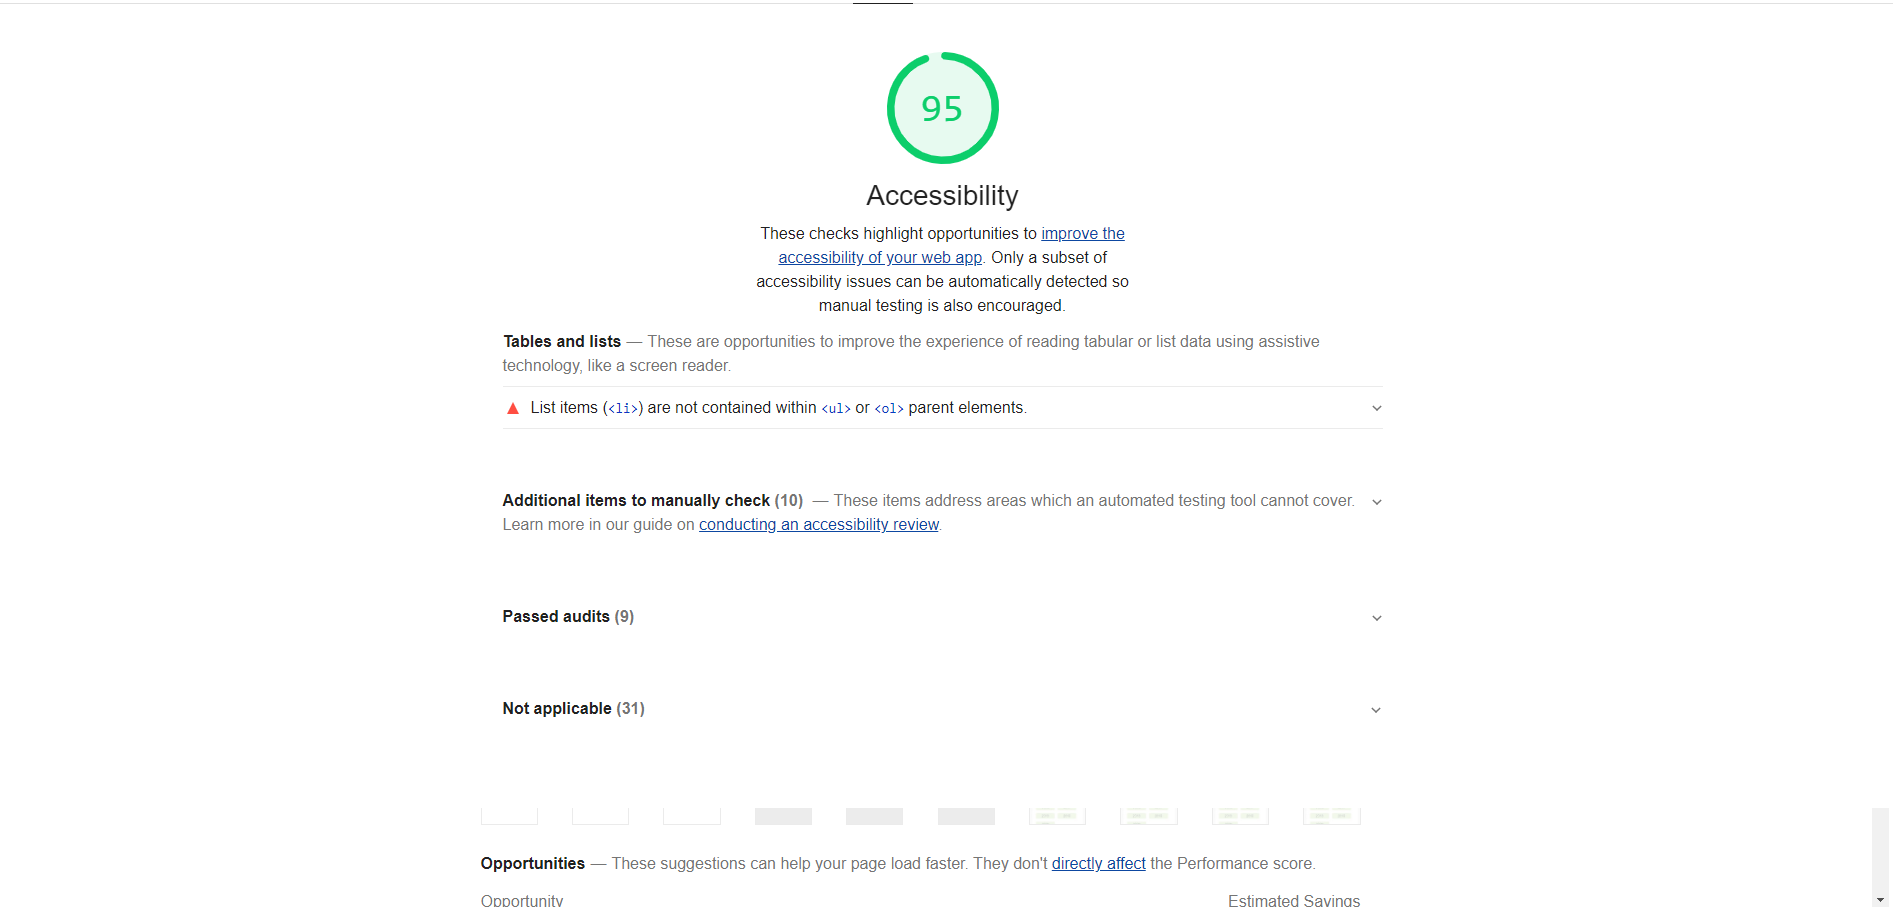 95
Accessibility
These checks highlight opportunities to improve the
accessibility of your web app. Only a subset of
accessibility issues can be automatically detected so
manual testing is also encouraged.
Tables and lists — These are opportunities to improve the experience of reading tabular or list data using assistive
technology, like a screen reader.
List items (<li>) are not contained within <ul> or <ol> parent elements.
Additional items to manually check (10) — These items address areas which an automated testing tool cannot cover.
Learn more in our guide on conducting an accessibility review.
Passed audits (9)
Not applicable (31)
Opportunities — These suggestions can help your page load faster. They don't directly affect the Performance score.
Opportunity Estimated Savings